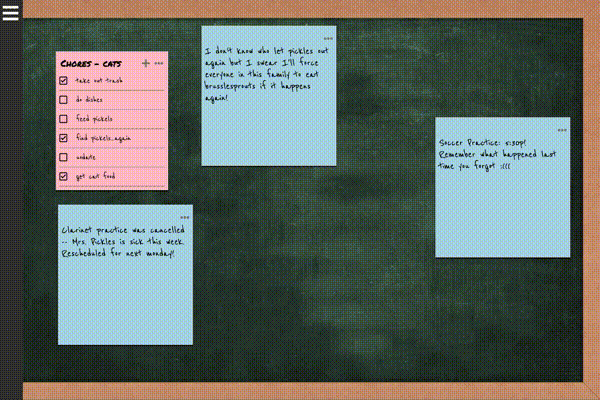 CHORES - CATS
take out trash
do dishes
feed pickels
find pickels..again
update
get cat food
I don't know who let pickles out
again but I swear I'll force
everyone in this family to eat
brusslesprouts if it happens
again!
Soccer Practice: 5:30p!
Remember what happened last
time you forgot :(((
Clarinet practice was cancelled
-- Mrs. Pickles is sick this week.
Rescheduled for next monday!